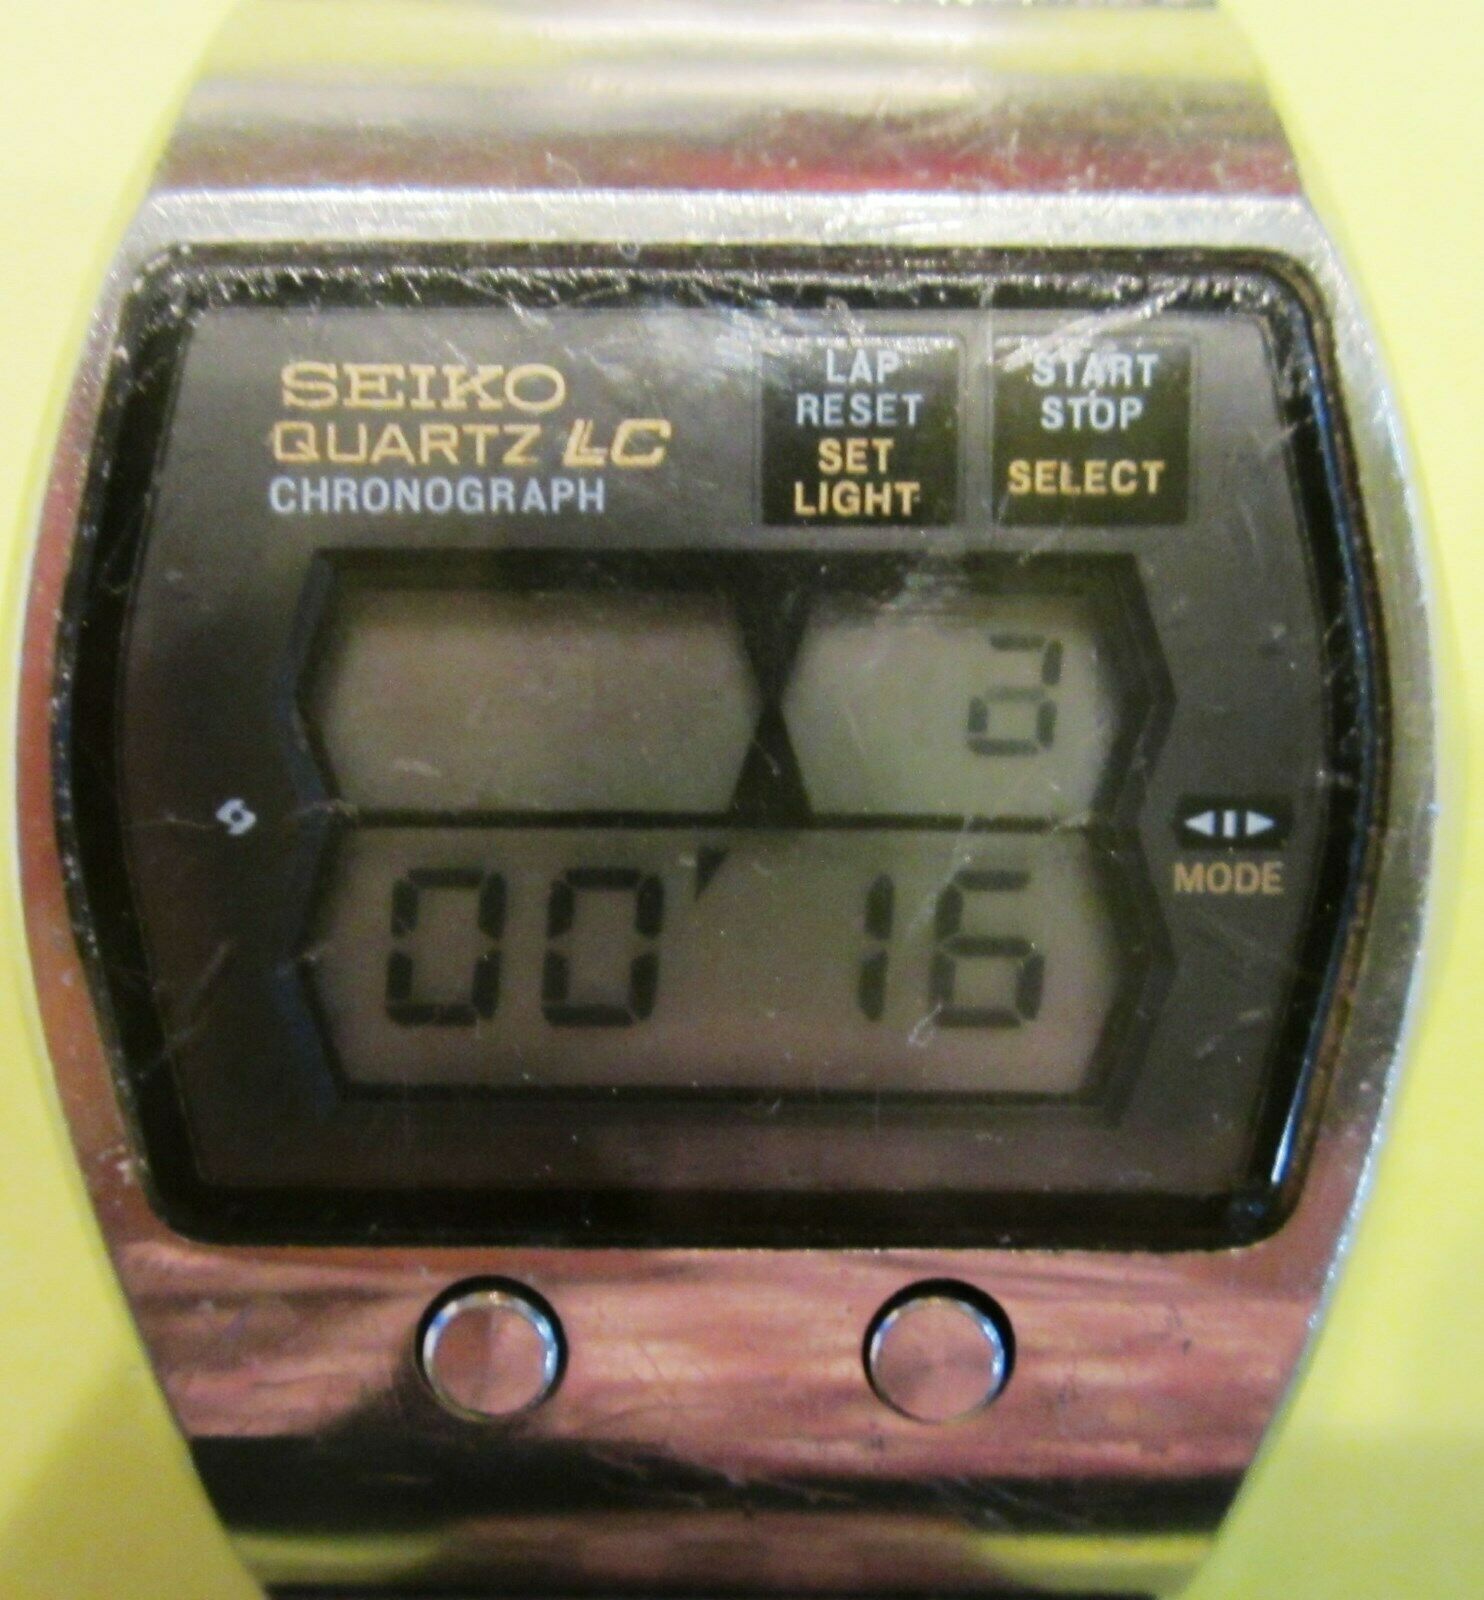 SEIKO
QUARTZ LC
CHRONOGRAPH
LAP
RESET
SET
LIGHT
START
STOP
SELECT
00 16
MODE